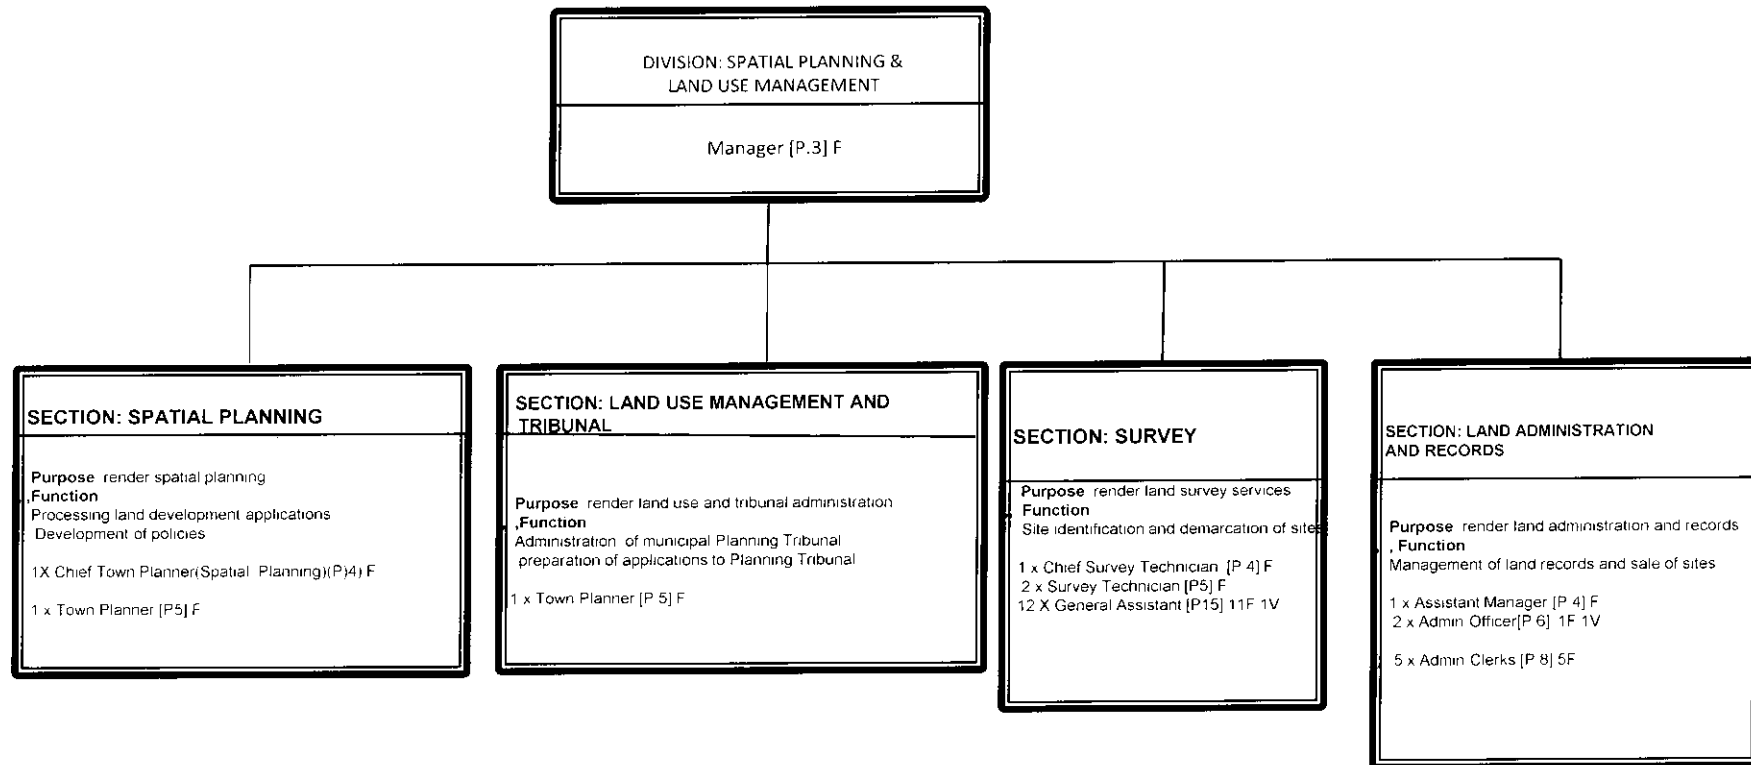 DIVISION: SPATIAL PLANNING &
LAND USE MANAGEMENT
Manager [P.3] F
SECTION: SPATIAL PLANNING
Purpose render spatial planning
,Function
Processing land development applications
Development of policies
1X Chief Town Planner(Spatial Planning)(P)4) F
1 x Town Planner [P5] F
SECTION: LAND USE MANAGEMENT AND
TRIBUNAL
Purpose render land use and tribunal administration
,Function
Administration of municipal Planning Tribunal
preparation of applications to Planning Tribunal
1 x Town Planner [P 5] F
SECTION: SURVEY
Purpose render land survey services
Function
Site identification and demarcation of sites
1 x Chief Survey Technician [P 4] F
2 x Survey Technician [P5] F
12 X General Assistant [P15] 11F 1V
SECTION: LAND ADMINISTRATION
AND RECORDS
Purpose render land administration and records
, Function
Management of land records and sale of sites
1 x Assistant Manager [P 4] F
2 x Admin Officer[P 6] 1F 1V
5 x Admin Clerks [P 8] 5F